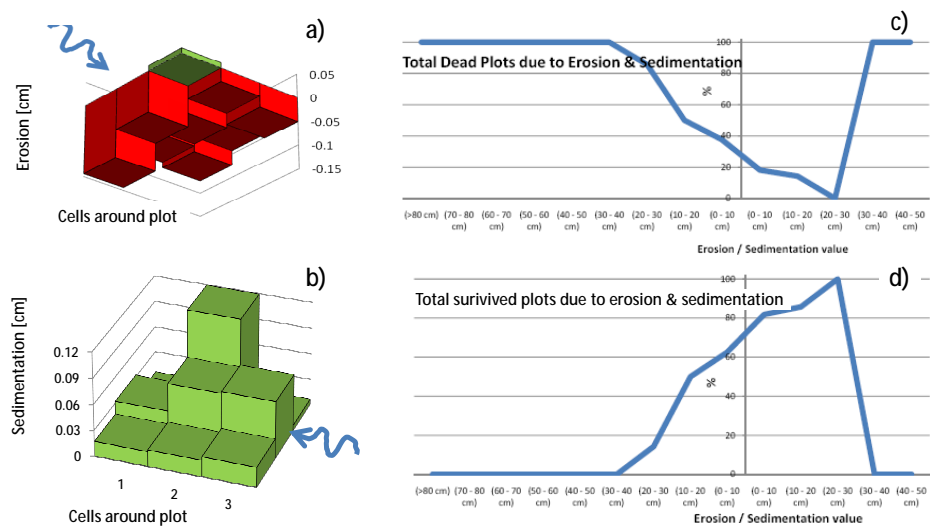 a)
0.05
0
-0.05
-0.1
-0.15
Erosion [cm]
Cells around plot
b)
Sedimentation [cm]
0.12
0.09
0.06
0.03
0
1
2
3
Cells around plot
c)
Total Dead Plots due to Erosion & Sedimentation
%
100
80
60
40
20
0
(>80 cm) (70 - 80 (60 - 70 (50 - 60 (40 - 50 (30 - 40 (20 - 30 (10 - 20 (0 - 10 (0 - 10 (10 - 20 (20 - 30 (30 - 40 (40 - 50
cm) cm) cm) cm) cm) cm) cm) cm) cm) cm) cm) cm) cm)
Erosion / Sedimentation value
d)
Total surivived plots due to erosion & sedimentation
%
100
80
60
40
20
0
(>80 cm) (70 - 80 (60 - 70 (50 - 60 (40 - 50 (30 - 40 (20 - 30 (10 - 20 (0 - 10 (0 - 10 (10 - 20 (20 - 30 (30 - 40 (40 - 50
cm) cm) cm) cm) cm) cm) cm) cm) cm) cm) cm) cm) cm)
Erosion / Sedimentation value